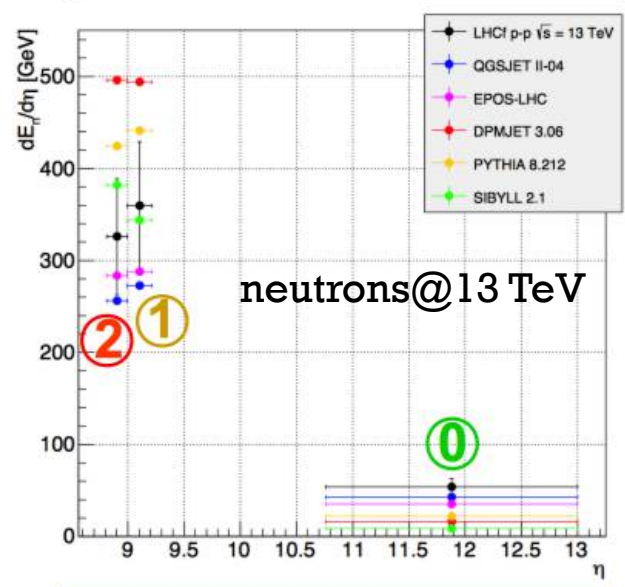 dEn/dη [GeV]
500
400
300
200
100
0
LHCf p-p √s = 13 TeV
QGSJET II-04
EPOS-LHC
DPMJET 3.06
PYTHIA 8.212
SIBYLL 2.1
neutrons@13 TeV
2
1
0
9
9.5
10
10.5
11
11.5
12
12.5
13
η